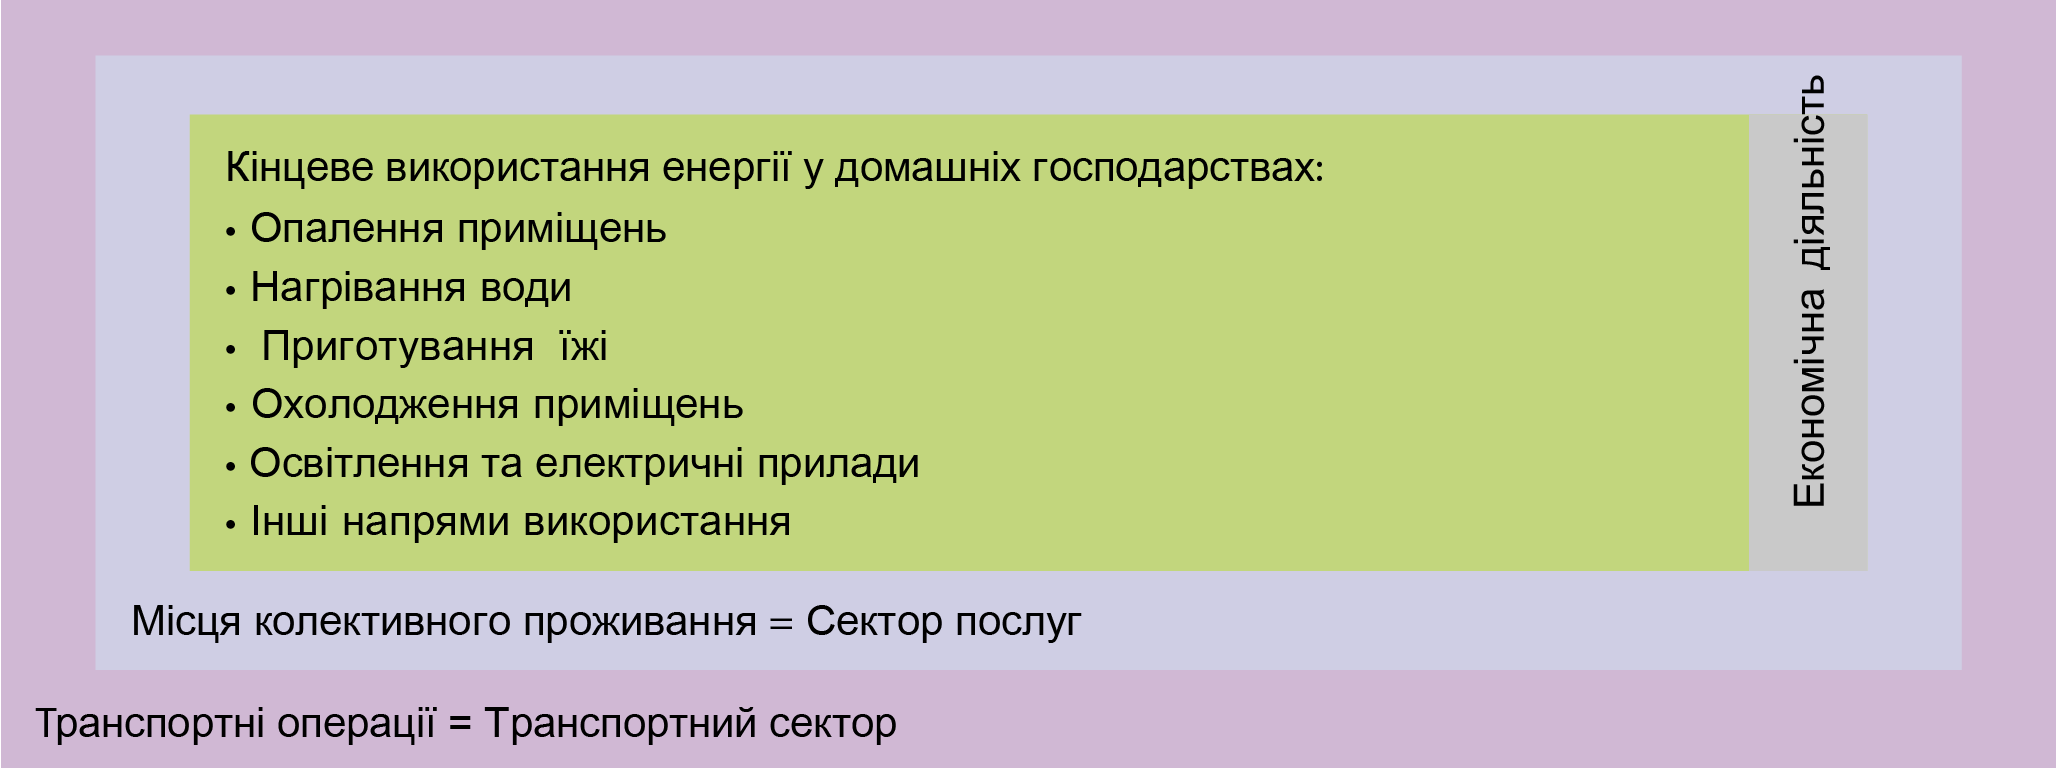 Кінцеве використання енергії у домашніх господарствах:
• Опалення приміщень
• Нагрівання води
• Приготування їжі
• Охолодження приміщень
• Освітлення та електричні прилади
• Інші напрями використання
Економічна діяльність
Місця колективного проживання = Сектор послуг
Транспортні операції = Транспортний сектор